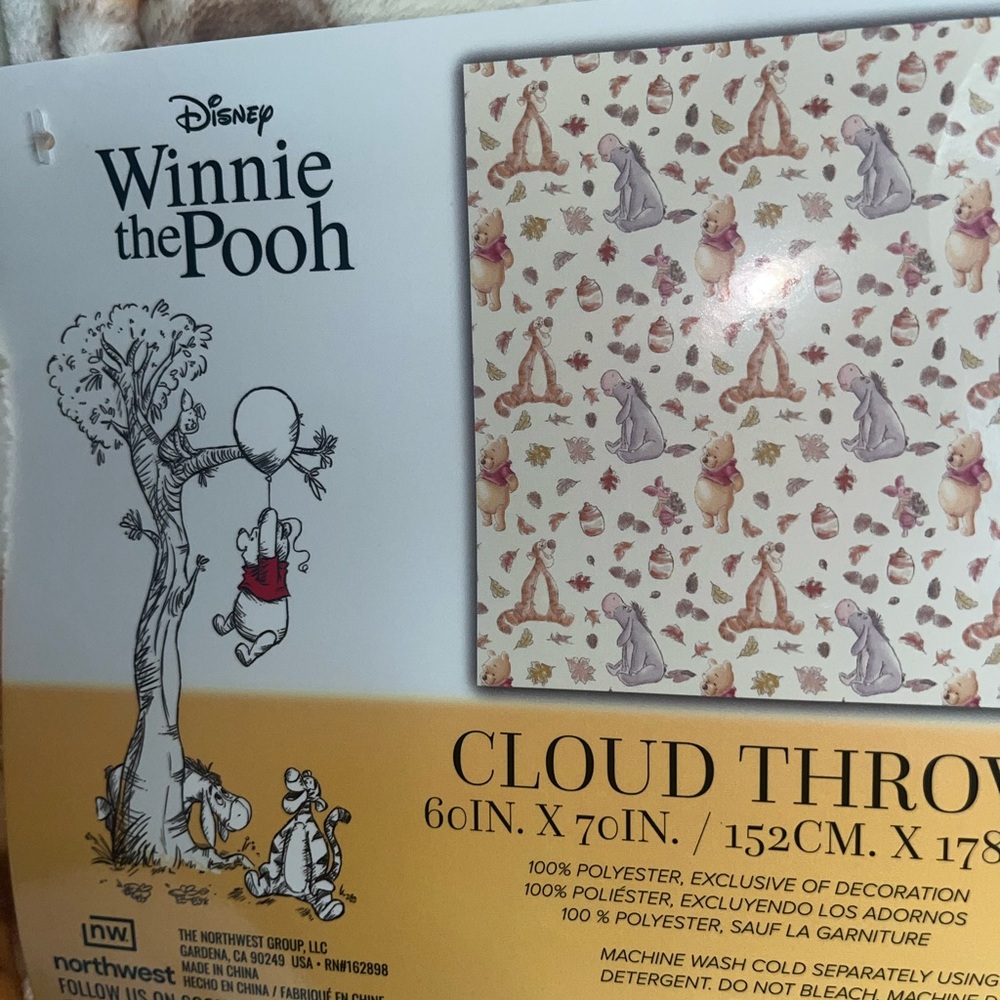 Disney
Winnie
the Pooh
CLOUD THROW
60IN. X 70IN. / 152CM. X 178
100% POLYESTER, EXCLUSIVE OF DECORATION
100% POLIÉSTER, EXCLUYENDO LOS ADORNOS
100 % POLYESTER, SAUF LA GARNITURE
MACHINE WASH COLD SEPARATELY USING
DETERGENT. DO NOT BLEACH. MACHINE
nw
northwest
THE NORTHWEST GROUP, LLC
GARDENA, CA 90249 USA • RN#162898
MADE IN CHINA
HECHO EN CHINA / FABRIQUÉ EN CHINE
FOLLOW US ON